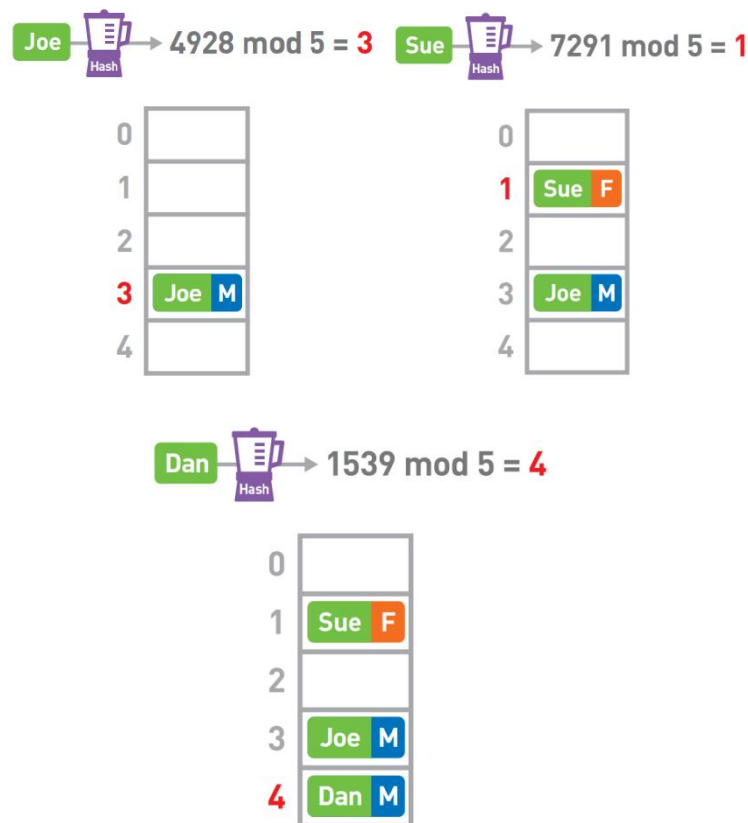 Joe Hash 4928 mod 5 = 3
Sue Hash 7291 mod 5 = 1
0
1
2
3 Joe M
4
0
1 Sue F
2
3 Joe M
4
Dan Hash 1539 mod 5 = 4
0
1 Sue F
2
3 Joe M
4 Dan M